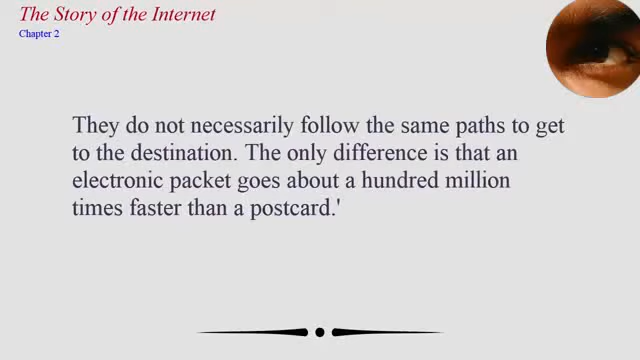 The Story of the Internet
Chapter 2
They do not necessarily follow the same paths to get
to the destination. The only difference is that an
electronic packet goes about a hundred million
times faster than a postcard.'